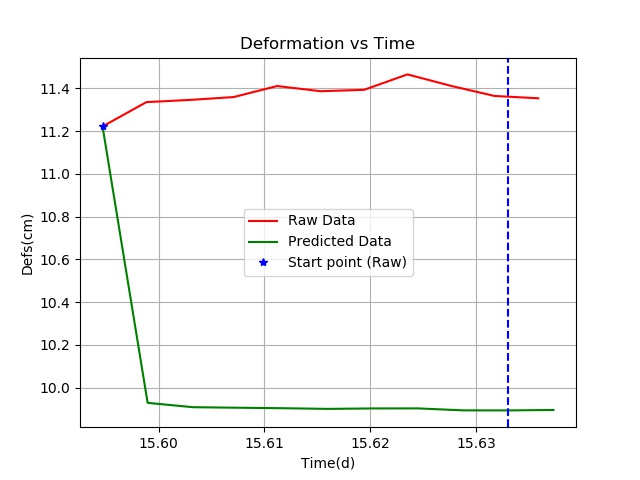 Deformation vs Time
Defs(cm)
11.4
11.2
11.0
10.8
10.6
10.4
10.2
10.0
Raw Data
Predicted Data
Start point (Raw)
15.60 15.61 15.62 15.63
Time(d)